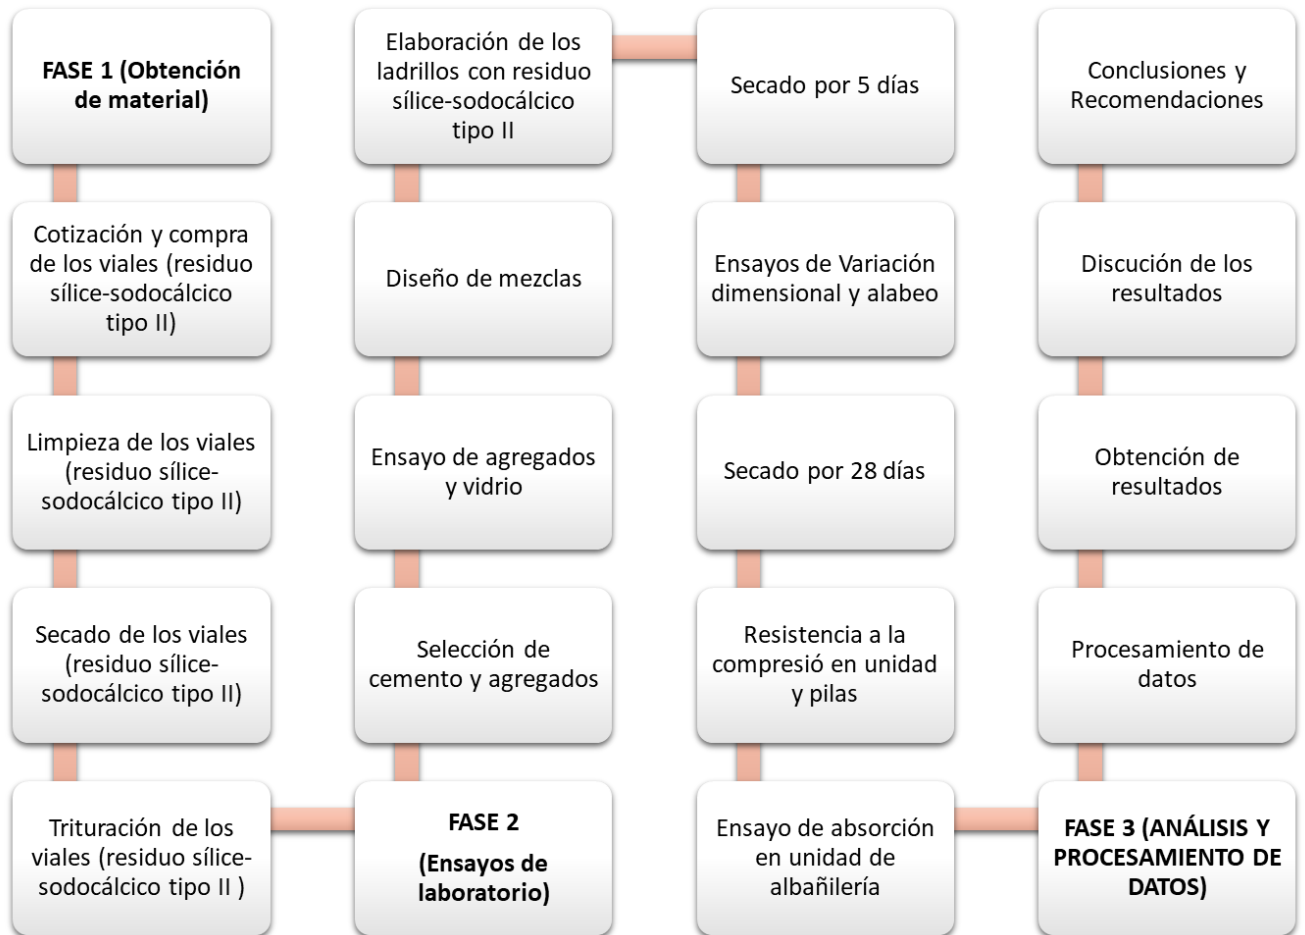 FASE 1 (Obtención
de material)
Cotización y compra
de los viales (residuo
sílice-sodocálcico
tipo II)
Limpieza de los viales
(residuo sílice-
sodocálcico tipo II)
Secado de los viales
(residuo sílice-
sodocálcico tipo II)
Trituración de los
viales (residuo sílice-
sodocálcico tipo II )
FASE 2
(Ensayos de
laboratorio)
Selección de
cemento y agregados
Ensayo de agregados
y vidrio
Diseño de mezclas
Elaboración de los
ladrillos con residuo
sílice-sodocálcico
tipo II
Secado por 5 días
Ensayos de Variación
dimensional y alabeo
Secado por 28 días
Resistencia a la
compresió en unidad
y pilas
Ensayo de absorción
en unidad de
albañilería
FASE 3 (ANÁLISIS Y
PROCESAMIENTO DE
DATOS)
Procesamiento de
datos
Obtención de
resultados
Discución de los
resultados
Conclusiones y
Recomendaciones